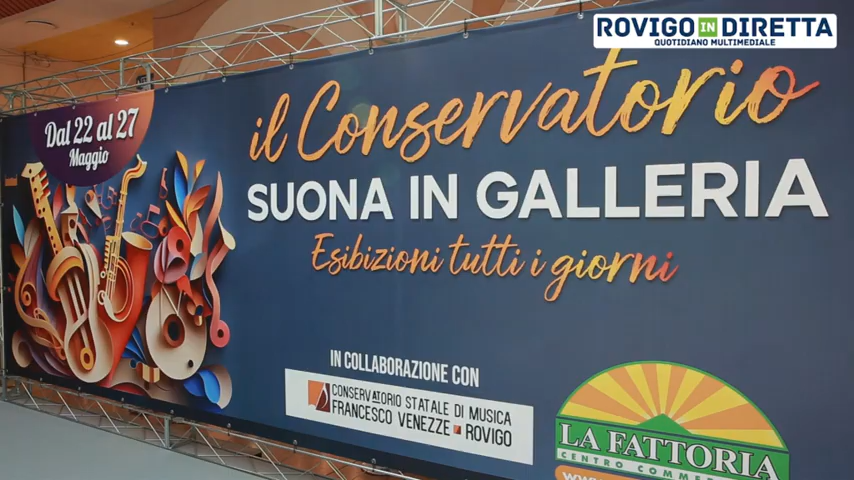 ROVIGO IN DIRETTA
QUOTIDIANO MULTIMEDIALE
Dal 22 al 27
Maggio
il Conservatorio
SUONA IN GALLERIA
Esibizioni tutti i giorni
IN COLLABORAZIONE CON
CONSERVATORIO STATALE DI MUSICA
FRANCESCO VENEZZE ROVIGO
LA FATTORIA
CENTRO
www.